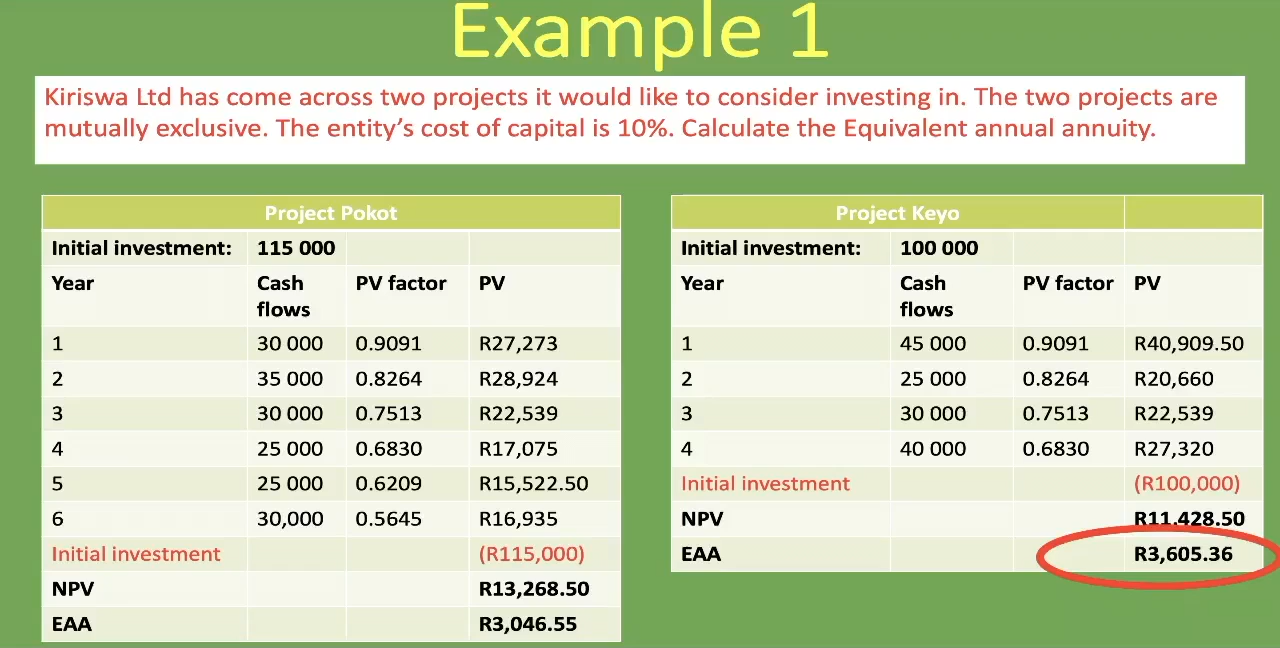 Example 1
Kiriswa Ltd has come across two projects it would like to consider investing in. The two projects are
mutually exclusive. The entity’s cost of capital is 10%. Calculate the Equivalent annual annuity.
Project Pokot
Initial investment: 115 000
Year Cash flows PV factor PV
1 30 000 0.9091 R27,273
2 35 000 0.8264 R28,924
3 30 000 0.7513 R22,539
4 25 000 0.6830 R17,075
5 25 000 0.6209 R15,522.50
6 30,000 0.5645 R16,935
Initial investment (R115,000)
NPV R13,268.50
EAA R3,046.55
Project Keyo
Initial investment: 100 000
Year Cash flows PV factor PV
1 45 000 0.9091 R40,909.50
2 25 000 0.8264 R20,660
3 30 000 0.7513 R22,539
4 40 000 0.6830 R27,320
Initial investment (R100,000)
NPV R11.428.50
EAA R3,605.36